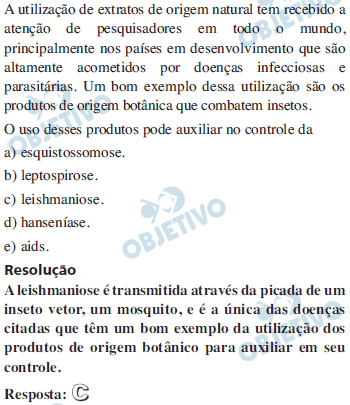 A utilização de extratos de origem natural tem recebido a
atenção de pesquisadores em todo o mundo,
principalmente nos países em desenvolvimento que são
altamente acometidos por doenças infecciosas e
parasitárias. Um bom exemplo dessa utilização são os
produtos de origem botânica que combatem insetos.
O uso desses produtos pode auxiliar no controle da
a) esquistossomose.
b) leptospirose.
c) leishmaniose.
d) hanseníase.
e) aids.
Resolução
A leishmaniose é transmitida através da picada de um
inseto vetor, um mosquito, e é a única das doenças
citadas que têm um bom exemplo da utilização dos
produtos de origem botânico para auxiliar em seu
controle.
Resposta: C
OBJETIVO
OBJETIVO
OBJETIVO
OBJETIVO